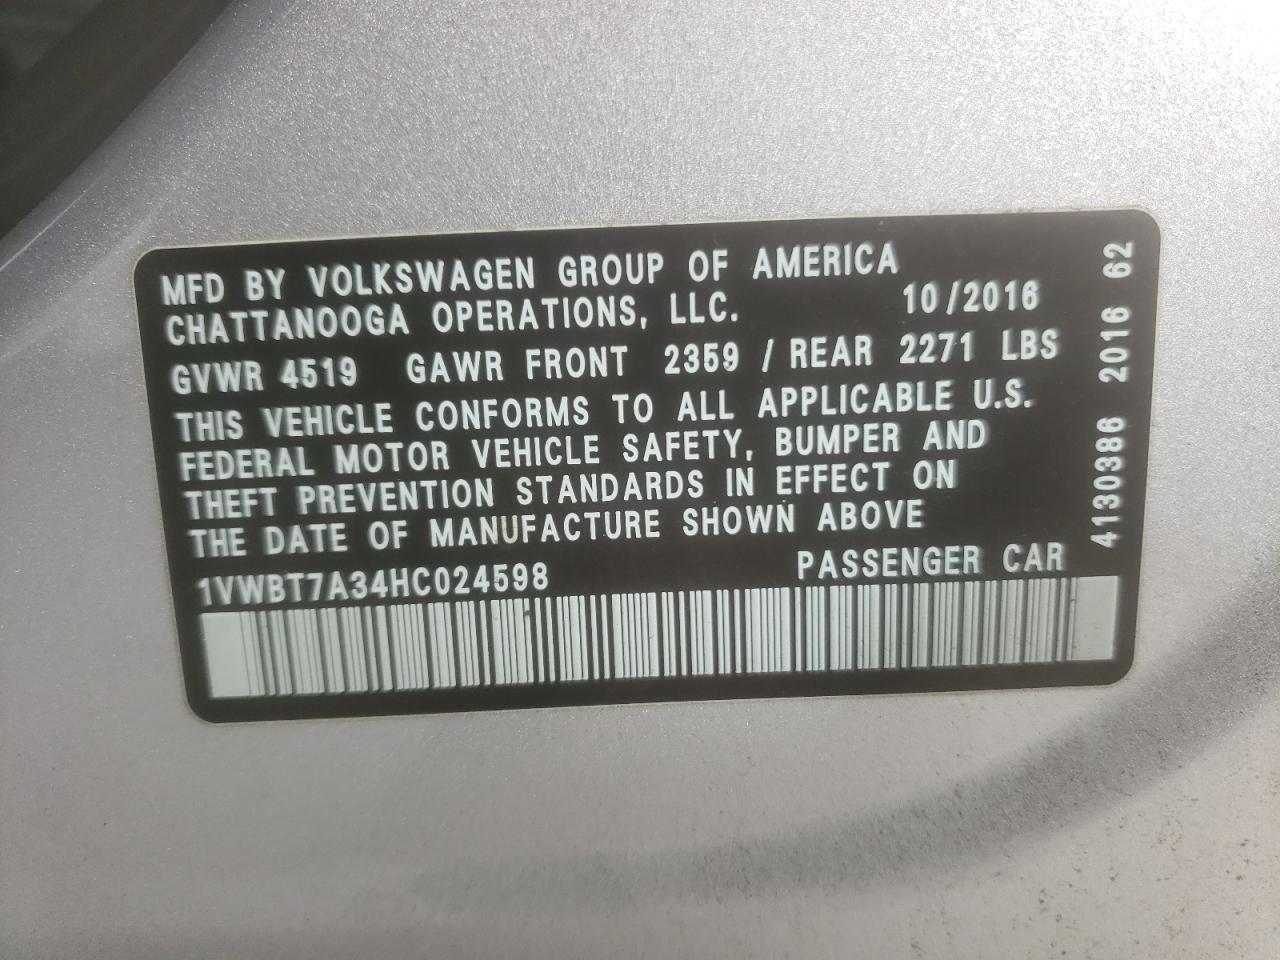 MFD BY VOLKSWAGEN GROUP OF AMERICA
CHATTANOOGA OPERATIONS, LLC. 10/2016
GVWR 4519 GAWR FRONT 2359 / REAR 2271 LBS
THIS VEHICLE CONFORMS TO ALL APPLICABLE U.S.
FEDERAL MOTOR VEHICLE SAFETY, BUMPER AND
THEFT PREVENTION STANDARDS IN EFFECT ON
THE DATE OF MANUFACTURE SHOWN ABOVE
1VWBT7A34HC024598 PASSENGER CAR
4130386 2016 62